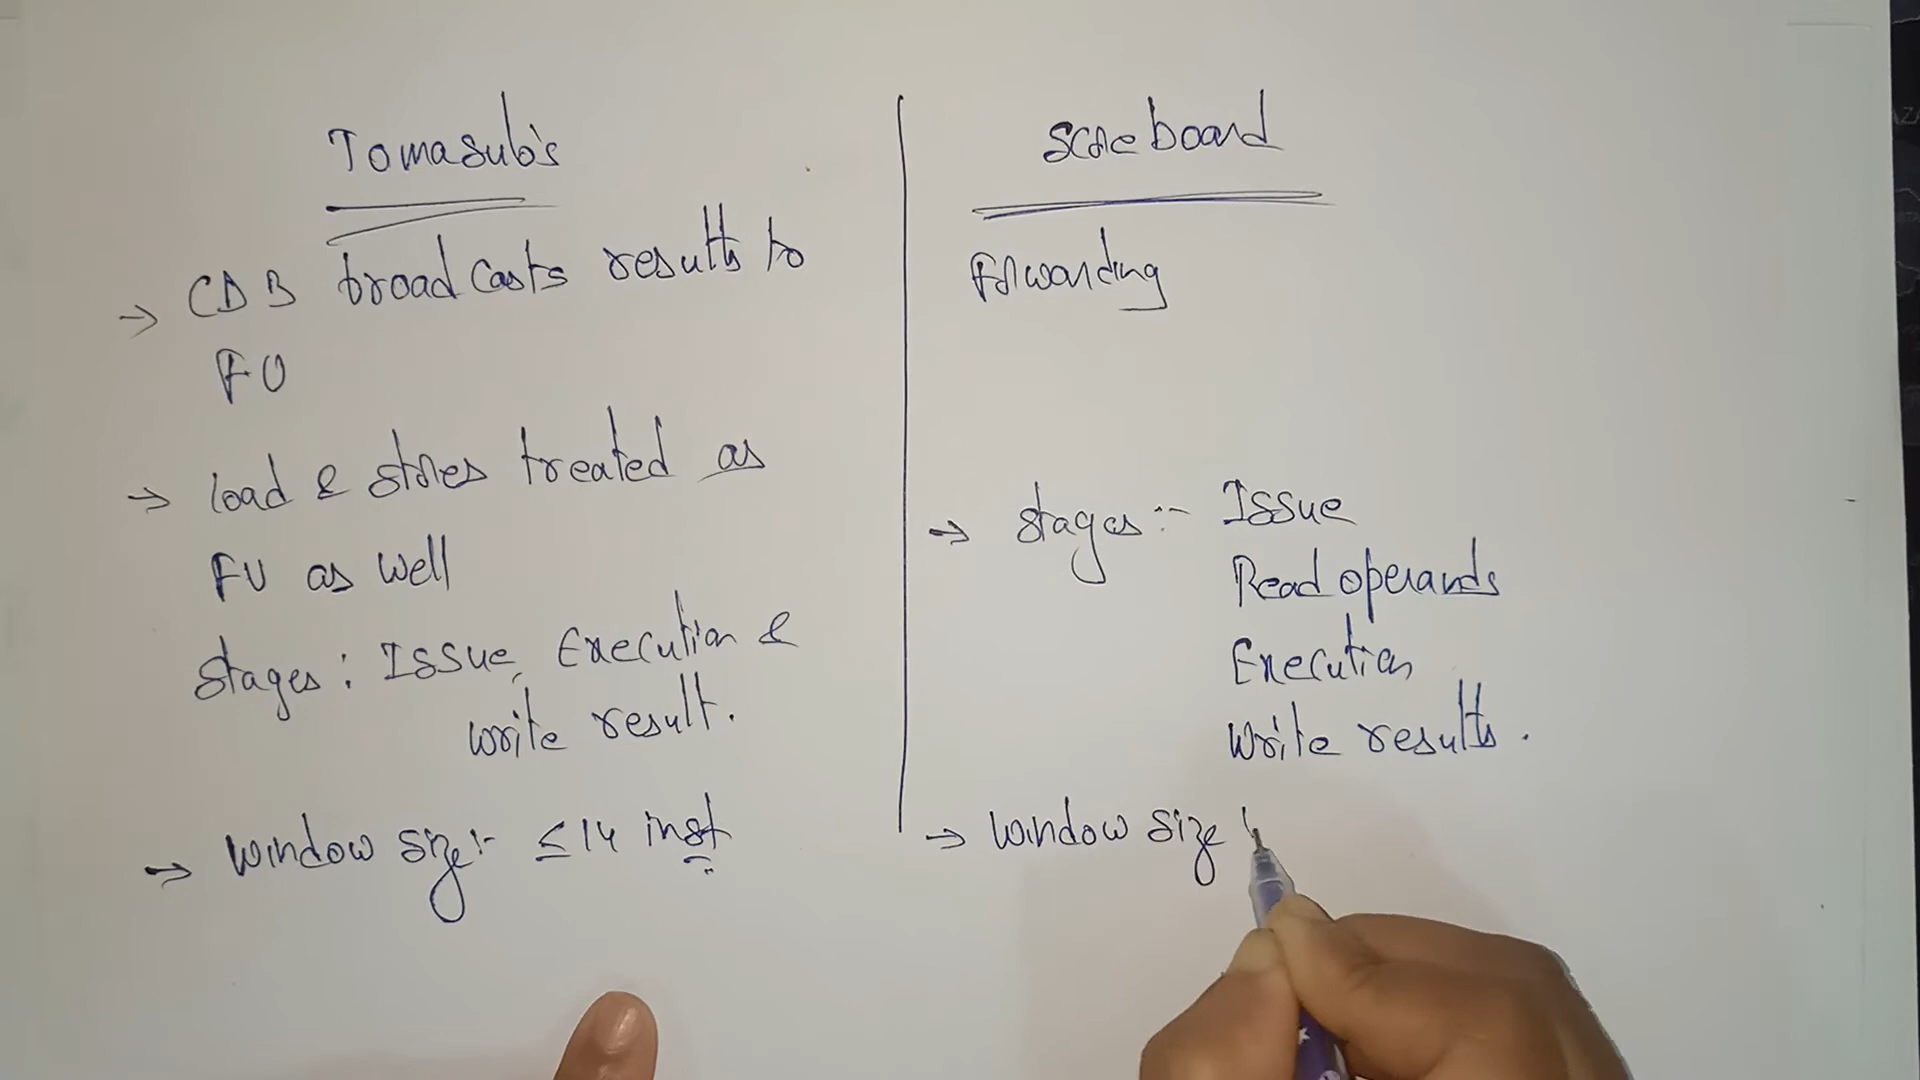 Tomasulo's
→ CDB broadcasts results to
FU
→ load & stores treated as
FU as well
stages : Issue, Execution &
write result.
→ window size:- ≤ 14 inst
Scoreboard
Forwarding
→ stages :- Issue
Read operands
Execution
Write results.
→ window size